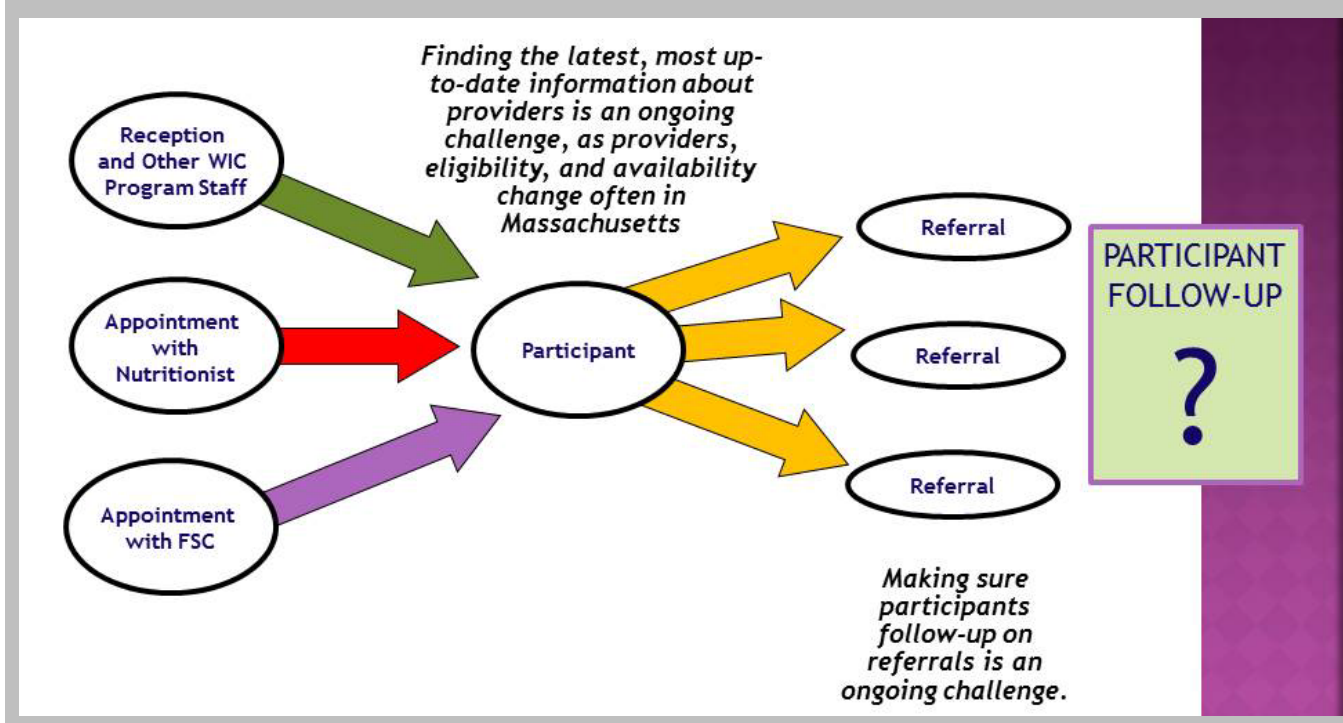 Finding the latest, most up-
to-date information about
providers is an ongoing
challenge, as providers,
eligibility, and availability
change often in
Massachusetts
Reception
and Other WIC
Program Staff
Appointment
with
Nutritionist
Appointment
with FSC
Participant
Referral
Referral
Referral
PARTICIPANT
FOLLOW-UP
?
Making sure
participants
follow-up on
referrals is an
ongoing challenge.